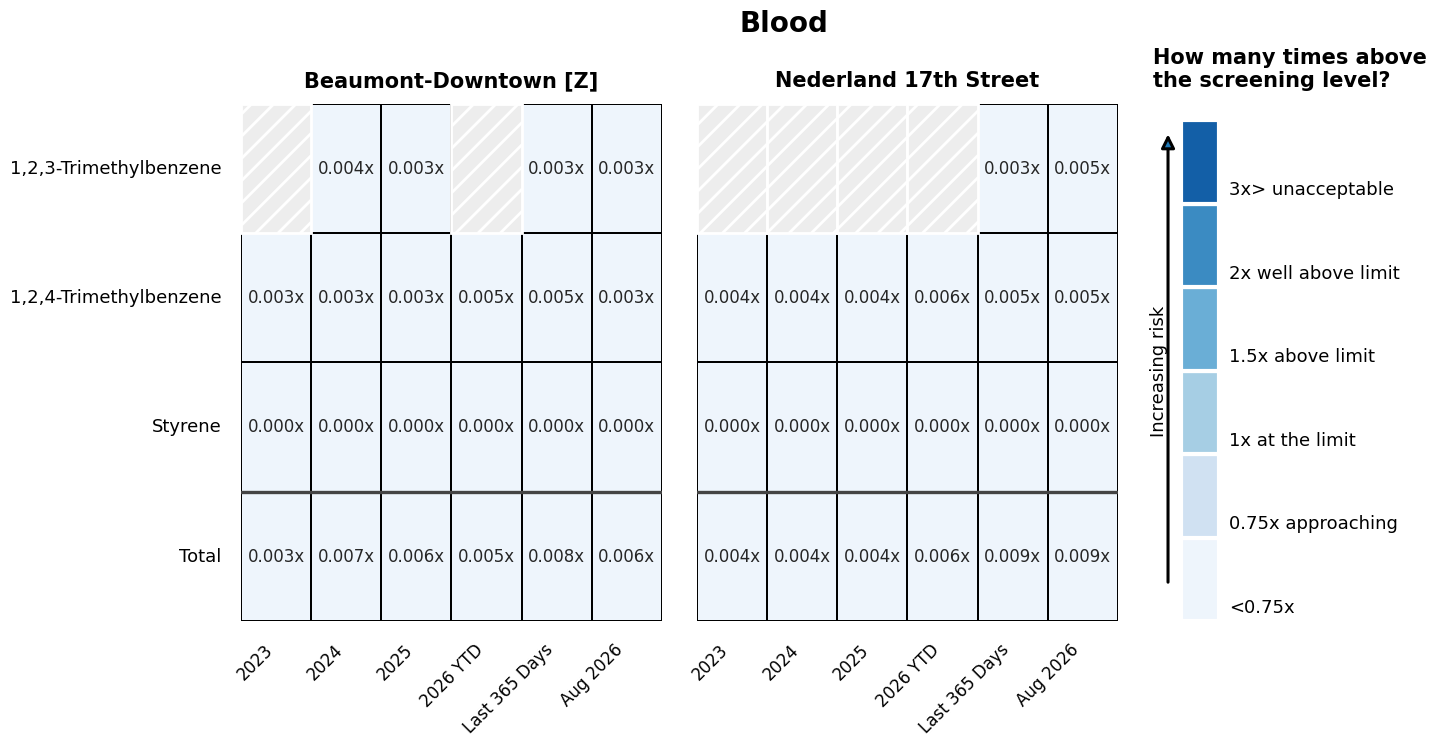 Blood
Beaumont-Downtown [Z]
Nederland 17th Street
How many times above
the screening level?
1,2,3-Trimethylbenzene
0.004x 0.003x 0.003x 0.003x 0.003x 0.005x
1,2,4-Trimethylbenzene
0.003x 0.003x 0.003x 0.005x 0.005x 0.003x 0.004x 0.004x 0.004x 0.006x 0.005x 0.005x
Styrene
0.000x 0.000x 0.000x 0.000x 0.000x 0.000x 0.000x 0.000x 0.000x 0.000x 0.000x 0.000x
Total
0.003x 0.007x 0.006x 0.005x 0.008x 0.006x 0.004x 0.004x 0.004x 0.006x 0.009x 0.009x
2023
2024
2025
2026 YTD
Last 365 Days
Aug 2026
2023
2024
2025
2026 YTD
Last 365 Days
Aug 2026
Increasing risk
3x> unacceptable
2x well above limit
1.5x above limit
1x at the limit
0.75x approaching
<0.75x